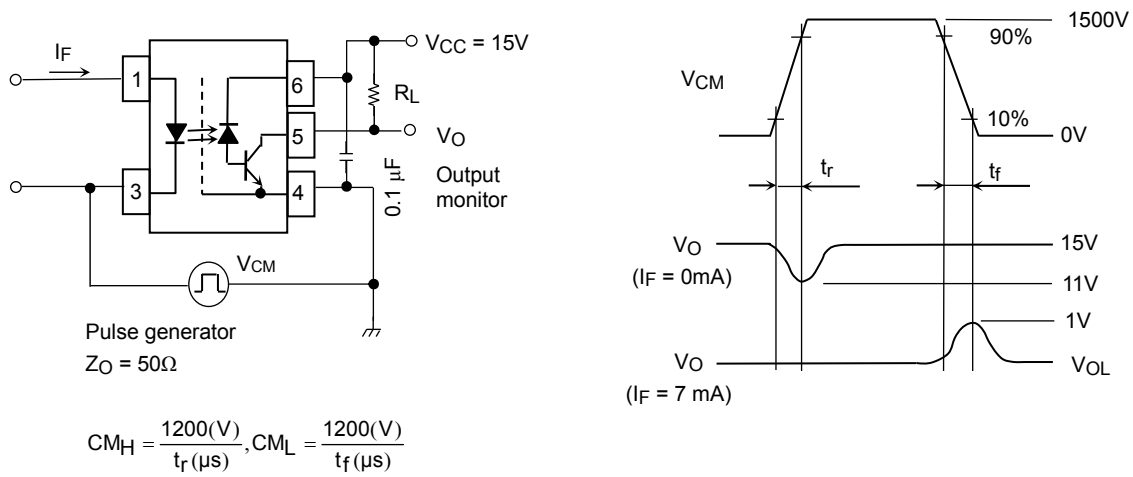 IF
1
3
6
5
4
VCC = 15V
RL
VO
Output
monitor
0.1 μF
VCM
Pulse generator
ZO = 50Ω
CMH = 1200(V) / tr(μs), CML = 1200(V) / tf(μs)
VCM
1500V
90%
10%
0V
tr
tf
VO
(IF = 0mA)
15V
11V
1V
VO
(IF = 7 mA)
VOL